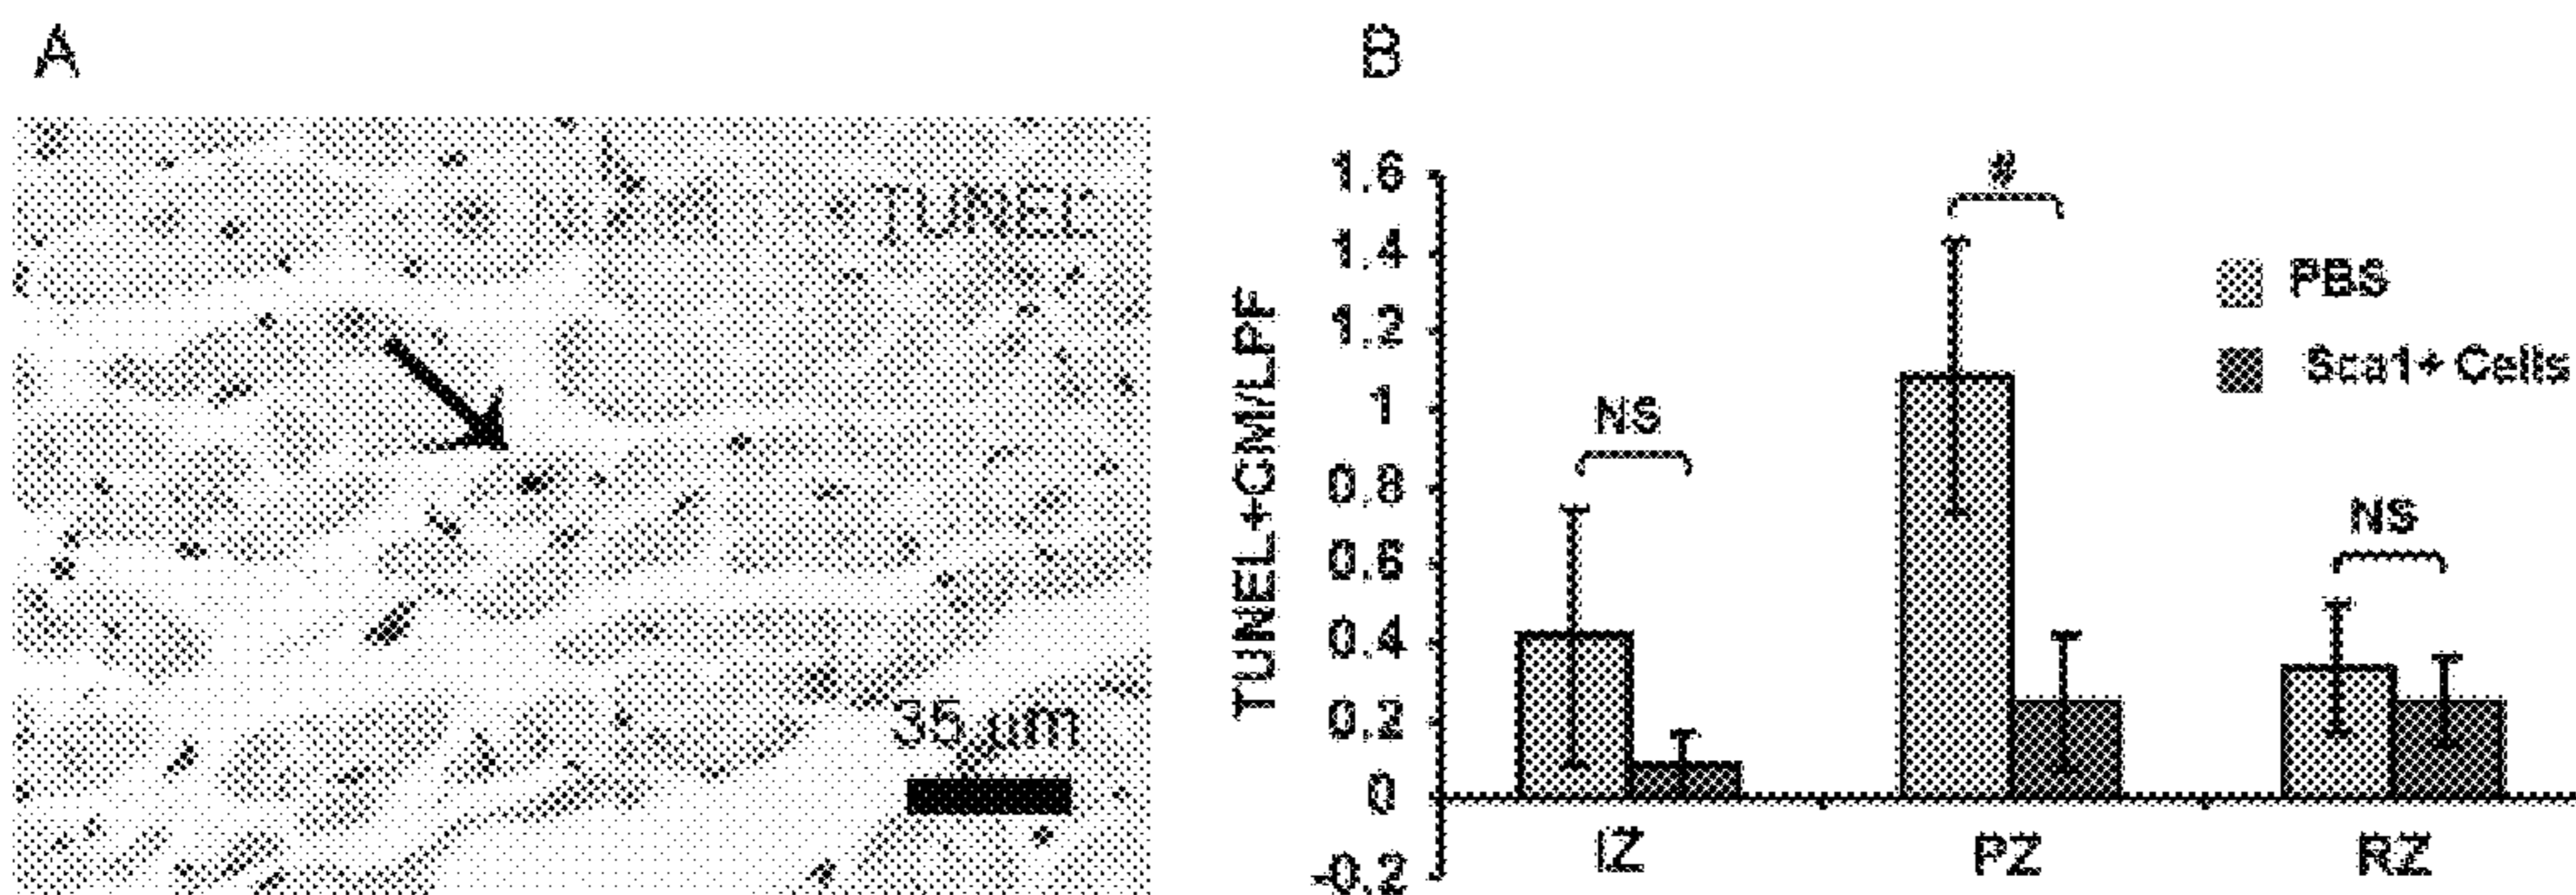 A
TUNEL
35 µm
B
TUNEL+CM/LPF
1.6
1.4
1.2
1
0.8
0.6
0.4
0.2
0
-0.2
NS
#
NS
IZ
PZ
RZ
PBS
Sca1+ Cells